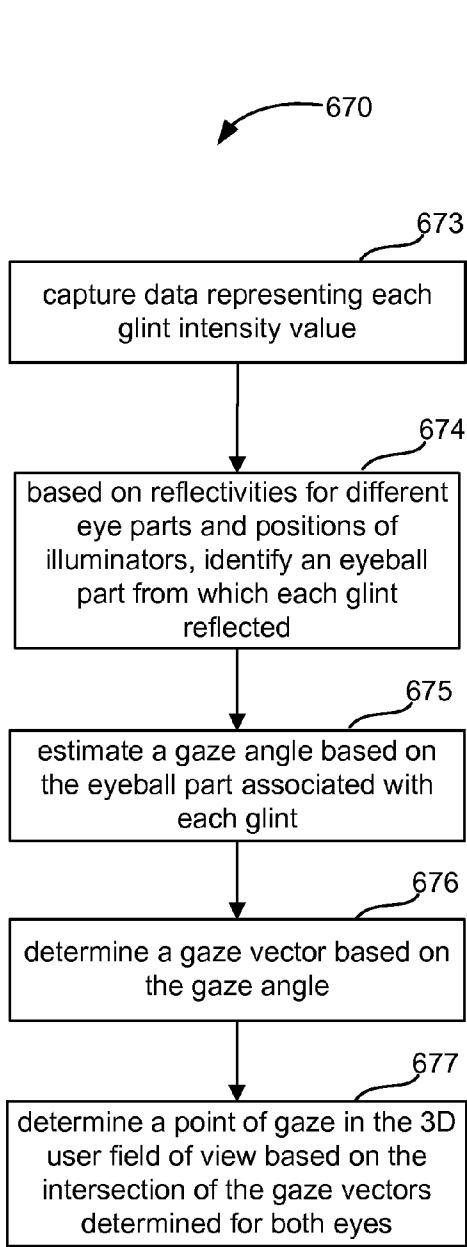 670
673
capture data representing each
glint intensity value
674
based on reflectivities for different
eye parts and positions of
illuminators, identify an eyeball
part from which each glint
reflected
675
estimate a gaze angle based on
the eyeball part associated with
each glint
676
determine a gaze vector based on
the gaze angle
677
determine a point of gaze in the 3D
user field of view based on the
intersection of the gaze vectors
determined for both eyes